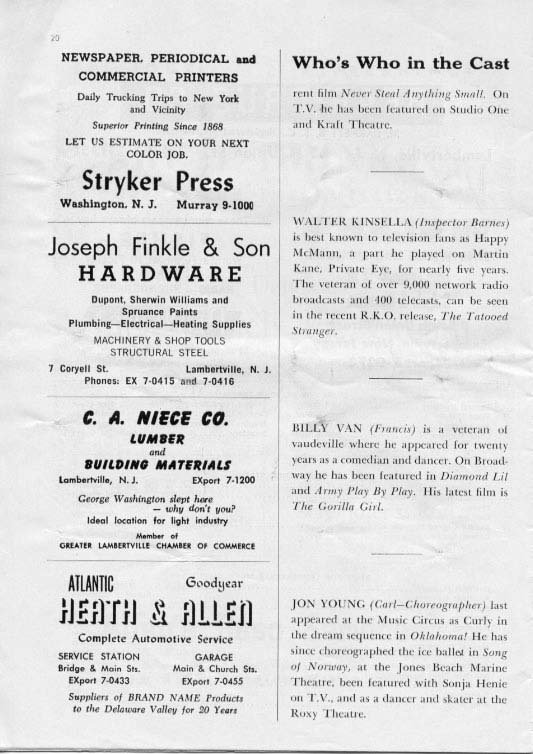 20
NEWSPAPER, PERIODICAL and
COMMERCIAL PRINTERS
Daily Trucking Trips to New York
and Vicinity
Superior Printing Since 1868
LET US ESTIMATE ON YOUR NEXT
COLOR JOB.
Stryker Press
Washington, N. J. Murray 9-1000
Joseph Finkle & Son
HARDWARE
Dupont, Sherwin Williams and
Spruance Paints
Plumbing—Electrical—Heating Supplies
MACHINERY & SHOP TOOLS
STRUCTURAL STEEL
7 Coryell St. Lambertville, N. J.
Phones: EX 7-0415 and 7-0416
C. A. NIECE CO.
LUMBER
and
BUILDING MATERIALS
Lambertville, N. J. EXport 7-1200
George Washington slept here
— why don't you?
Ideal location for light industry
Member of
GREATER LAMBERTVILLE CHAMBER OF COMMERCE
ATLANTIC Goodyear
HEATH & ALLEN
Complete Automotive Service
SERVICE STATION GARAGE
Bridge & Main Sts. Main & Church Sts.
EXport 7-0433 EXport 7-0455
Suppliers of BRAND NAME Products
to the Delaware Valley for 20 Years
Who's Who in the Cast
rent film Never Steal Anything Small. On
T.V. he has been featured on Studio One
and Kraft Theatre.
WALTER KINSELLA (Inspector Barnes)
is best known to television fans as Happy
McMann, a part he played on Martin
Kane, Private Eye, for nearly five years.
The veteran of over 9,000 network radio
broadcasts and 400 telecasts, can be seen
in the recent R.K.O. release, The Tatooed
Stranger.
BILLY VAN (Francis) is a veteran of
vaudeville where he appeared for twenty
years as a comedian and dancer. On Broad-
way he has been featured in Diamond Lil
and Army Play By Play. His latest film is
The Gorilla Girl.
JON YOUNG (Carl—Choreographer) last
appeared at the Music Circus as Curly in
the dream sequence in Oklahoma! He has
since choreographed the ice ballet in Song
of Norway, at the Jones Beach Marine
Theatre, been featured with Sonja Henie
on T.V., and as a dancer and skater at the
Roxy Theatre.